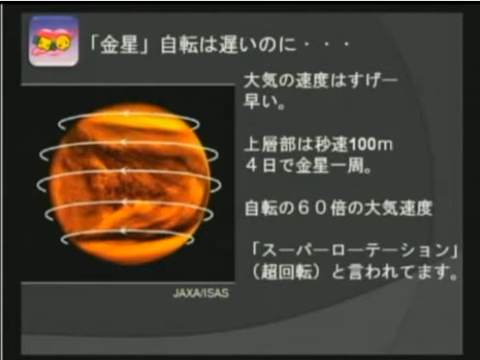 「金星」自転は遅いのに・・・
大気の速度はすげー
早い。
上層部は秒速100m
４日で金星一周。
自転の６０倍の大気速度
「スーパーローテーション」
（超回転）と言われてます。
JAXA/ISAS